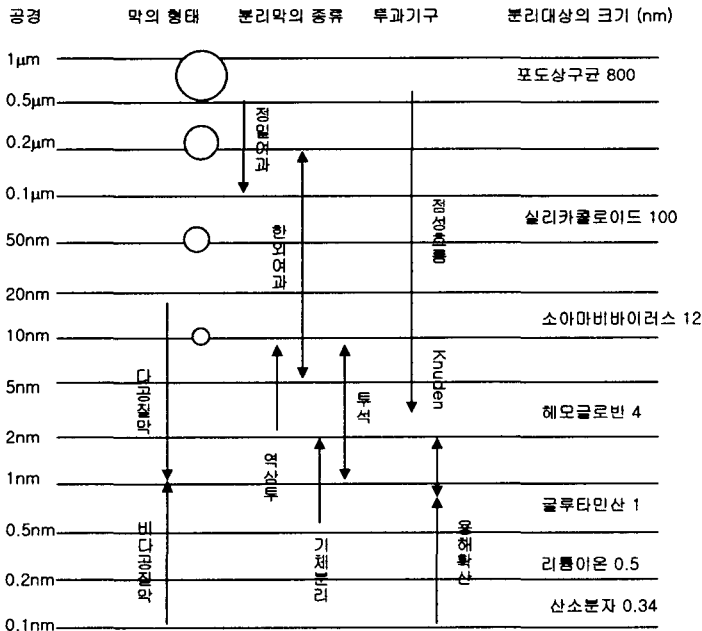 공경 막의 형태 분리막의 종류 투과기구 분리대상의 크기 (nm)
1μm
포도상구균 800
0.5μm
정밀여과
0.2μm
0.1μm
실리카콜로이드 100
한외여과
점성흐름
50nm
20nm
소아마비바이러스 12
10nm
다공질막
투석
Knuden
5nm
헤모글로반 4
2nm
역삼투
1nm
글루타민산 1
0.5nm
비다공질막
기체분리
용해확산
리튬이온 0.5
0.2nm
산소분자 0.34
0.1nm